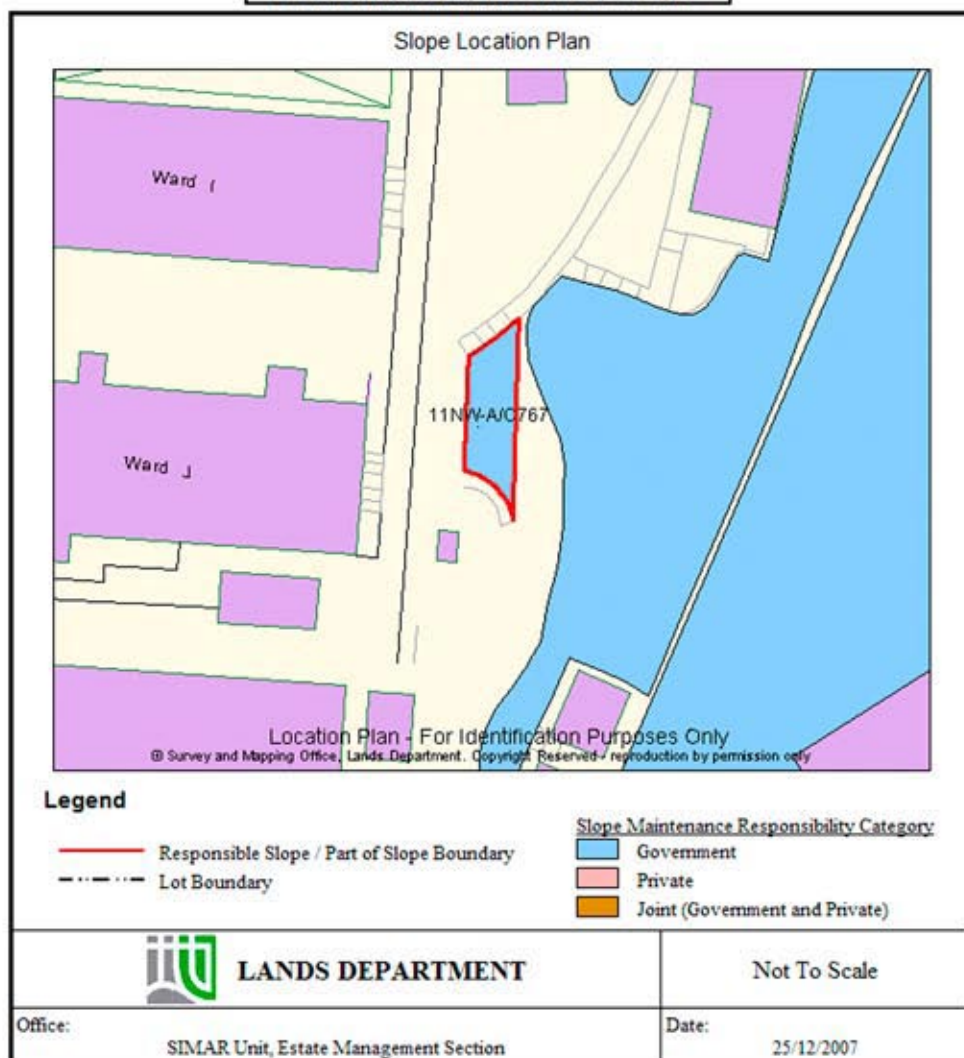 Slope Location Plan
Ward I
11NW-A/C767
Ward J
Location Plan - For Identification Purposes Only
@ Survey and Mapping Office, Lands Department. Copyright Reserved - reproduction by permission only
Legend
Responsible Slope / Part of Slope Boundary
Lot Boundary
Slope Maintenance Responsibility Category
Government
Private
Joint (Government and Private)
LANDS DEPARTMENT
Not To Scale
Office:
SIMAR Unit, Estate Management Section
Date:
25/12/2007